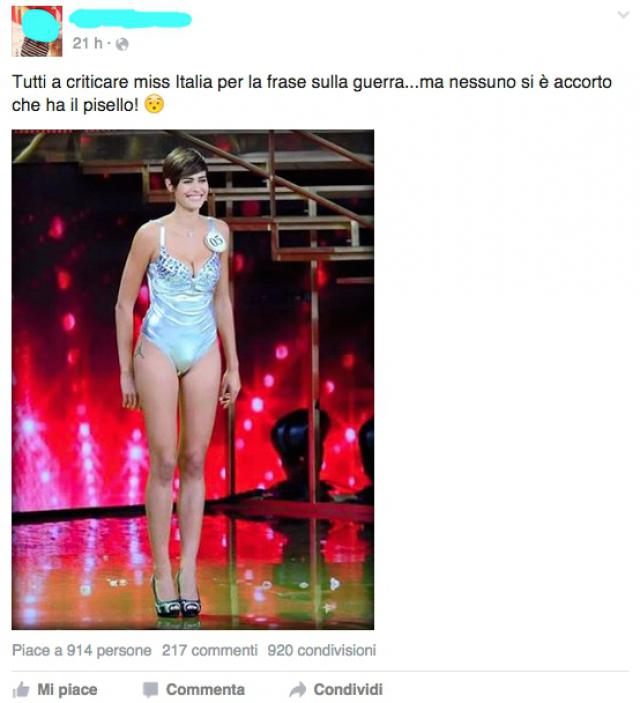 21 h ·
Tutti a criticare miss Italia per la frase sulla guerra...ma nessuno si è accorto
che ha il pisello! 😯
05
Piace a 914 persone 217 commenti 920 condivisioni
Mi piace Commenta Condividi